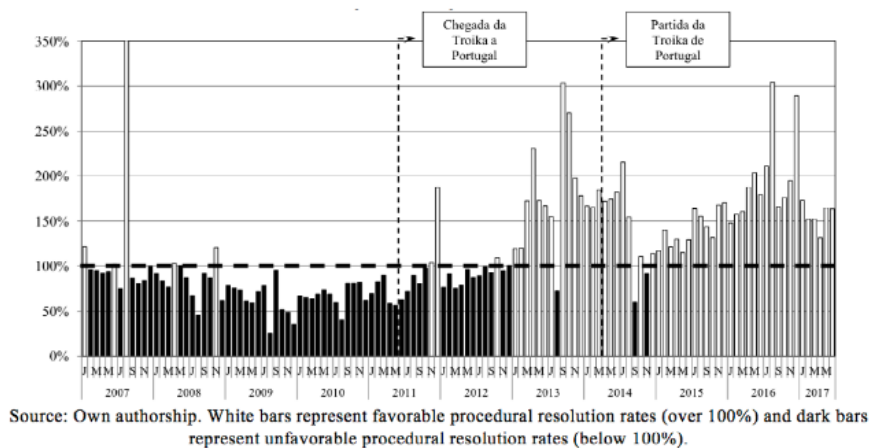 Chegada da
Troika a
Portugal
Partida da
Troika de
Portugal
350%
300%
250%
200%
150%
100%
50%
0%
J M M J S N J M M J S N J M M J S N J M M J S N J M M J S N J M M J S N J M M J S N J M M J S N J M M J S N J M M J S N J M M
2007 2008 2009 2010 2011 2012 2013 2014 2015 2016 2017
Source: Own authorship. White bars represent favorable procedural resolution rates (over 100%) and dark bars
represent unfavorable procedural resolution rates (below 100%).